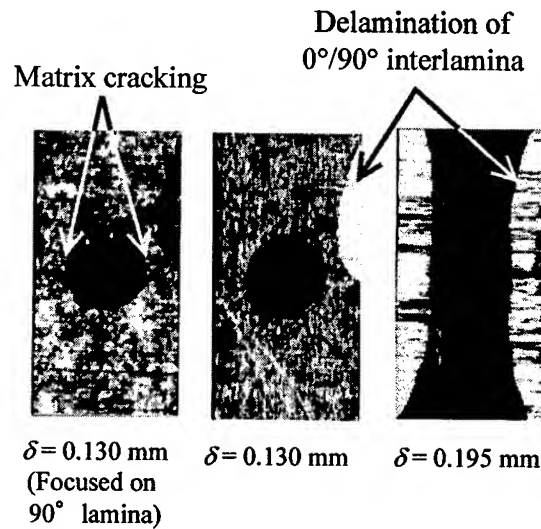 Delamination of
0°/90° interlamina
Matrix cracking
δ = 0.130 mm
(Focused on
90° lamina)
δ = 0.130 mm
δ = 0.195 mm